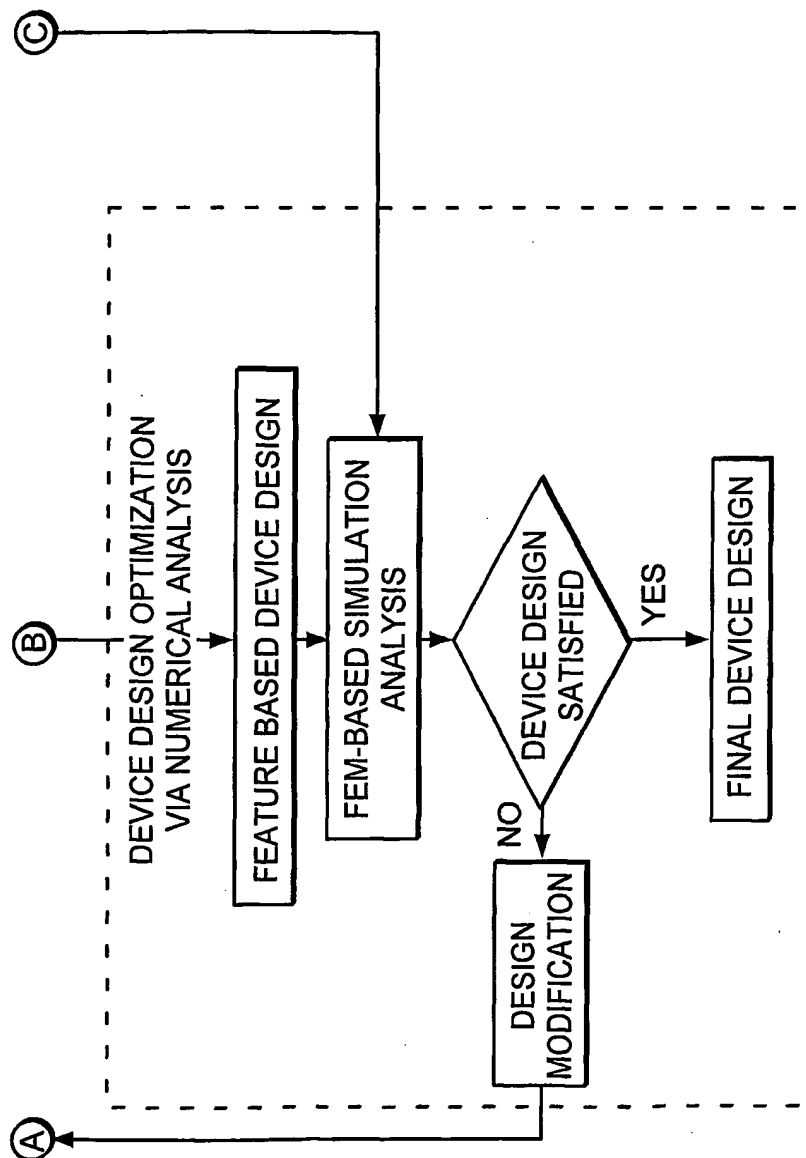 A
B
C
DEVICE DESIGN OPTIMIZATION
VIA NUMERICAL ANALYSIS
FEATURE BASED DEVICE DESIGN
FEM-BASED SIMULATION
ANALYSIS
DEVICE DESIGN
SATISFIED
NO
YES
DESIGN
MODIFICATION
FINAL DEVICE DESIGN